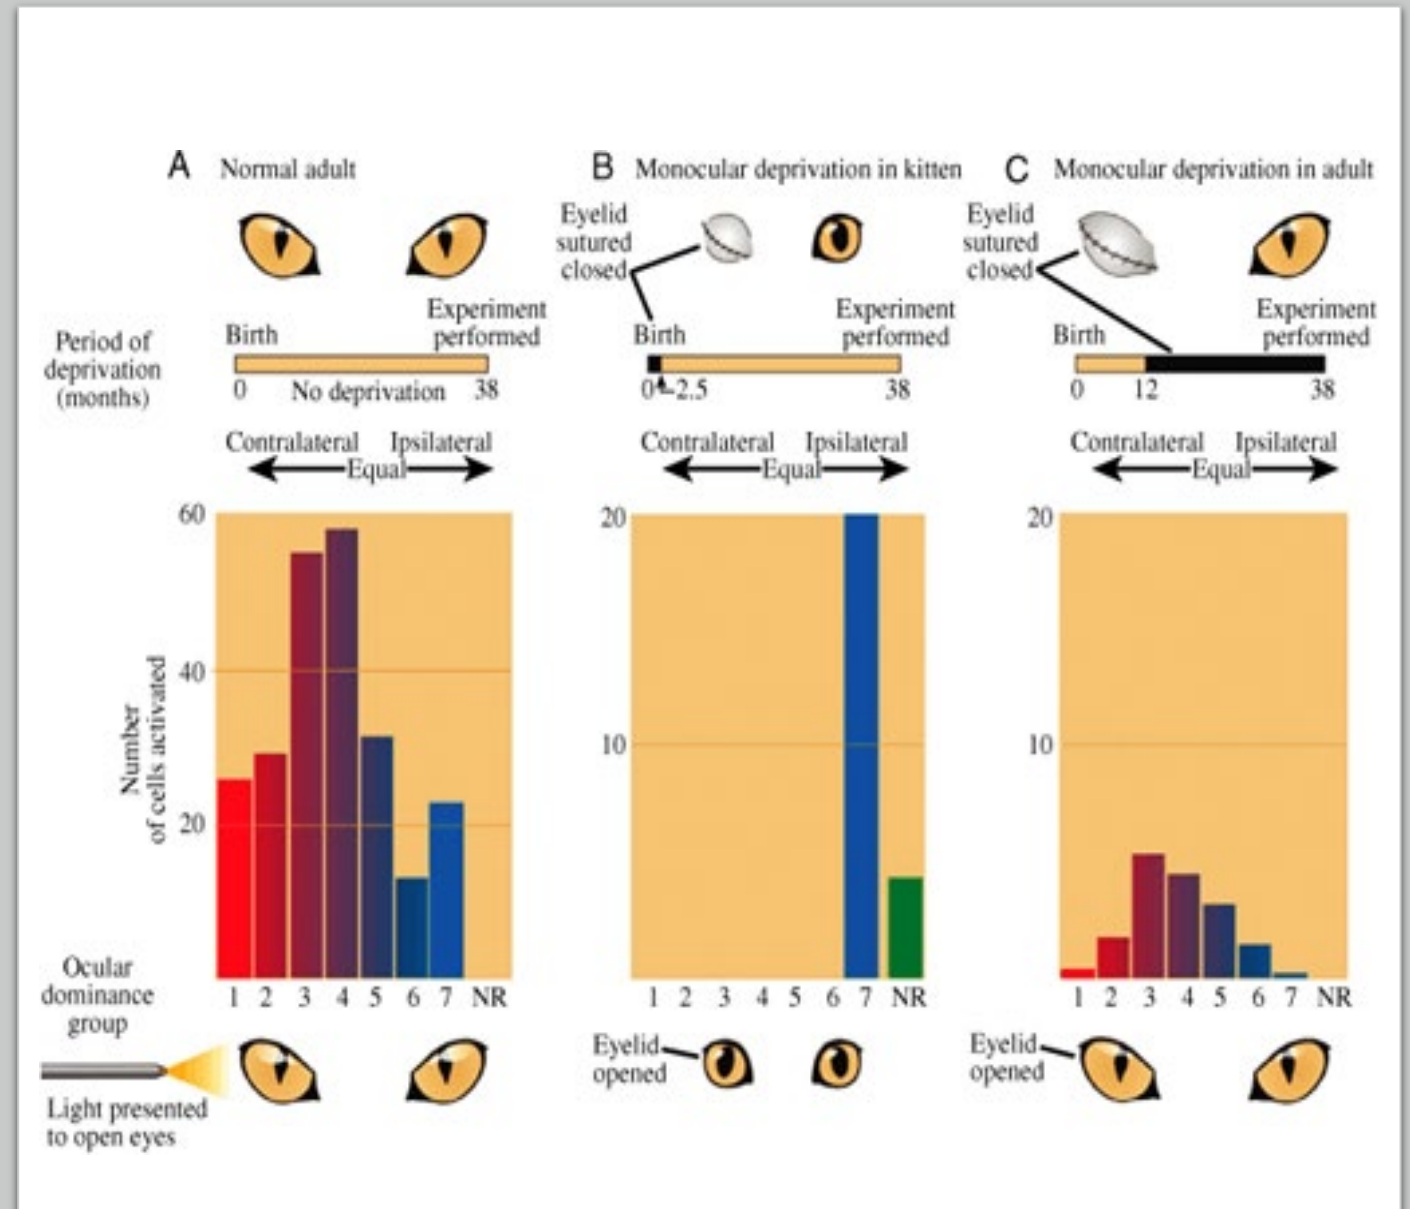 A Normal adult
Eyelid
sutured
closed
Birth
Experiment
performed
Period of
deprivation
(months)
0 No deprivation 38
Contralateral Ipsilateral
Equal
60
40
20
Number
of cells activated
Ocular
dominance
group
1 2 3 4 5 6 7 NR
Light presented
to open eyes
B Monocular deprivation in kitten
Birth
Experiment
performed
0 2.5 38
Contralateral Ipsilateral
Equal
20
10
1 2 3 4 5 6 7 NR
Eyelid
opened
C Monocular deprivation in adult
Eyelid
sutured
closed
Birth
Experiment
performed
0 12 38
Contralateral Ipsilateral
Equal
20
10
1 2 3 4 5 6 7 NR
Eyelid
opened